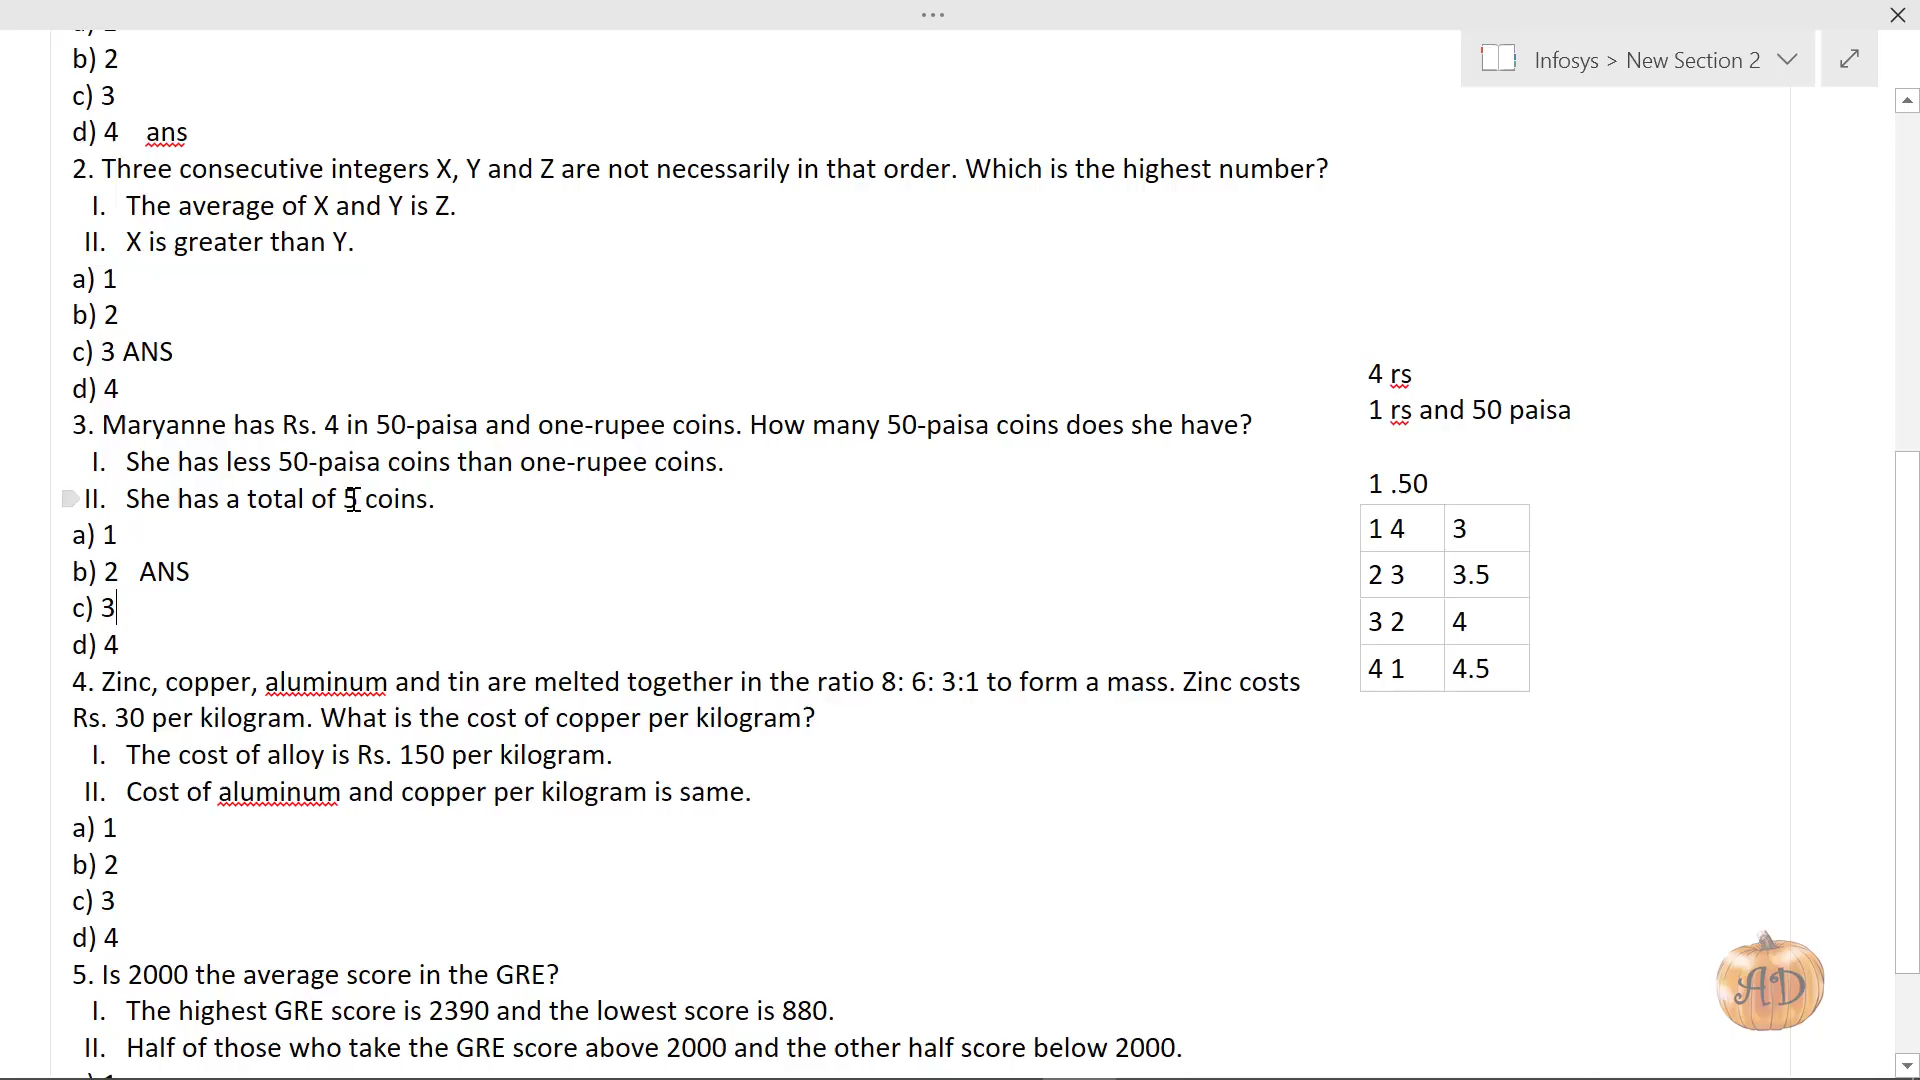 b) 2
c) 3
d) 4 ans
2. Three consecutive integers X, Y and Z are not necessarily in that order. Which is the highest number?
I. The average of X and Y is Z.
II. X is greater than Y.
a) 1
b) 2
c) 3 ANS
d) 4
3. Maryanne has Rs. 4 in 50-paisa and one-rupee coins. How many 50-paisa coins does she have?
I. She has less 50-paisa coins than one-rupee coins.
II. She has a total of 5 coins.
a) 1
b) 2 ANS
c) 3
d) 4
4. Zinc, copper, aluminum and tin are melted together in the ratio 8: 6: 3:1 to form a mass. Zinc costs
Rs. 30 per kilogram. What is the cost of copper per kilogram?
I. The cost of alloy is Rs. 150 per kilogram.
II. Cost of aluminum and copper per kilogram is same.
a) 1
b) 2
c) 3
d) 4
5. Is 2000 the average score in the GRE?
I. The highest GRE score is 2390 and the lowest score is 880.
II. Half of those who take the GRE score above 2000 and the other half score below 2000.
Infosys > New Section 2
4 rs
1 rs and 50 paisa
1 .50
1 4 3
2 3 3.5
3 2 4
4 1 4.5
AD